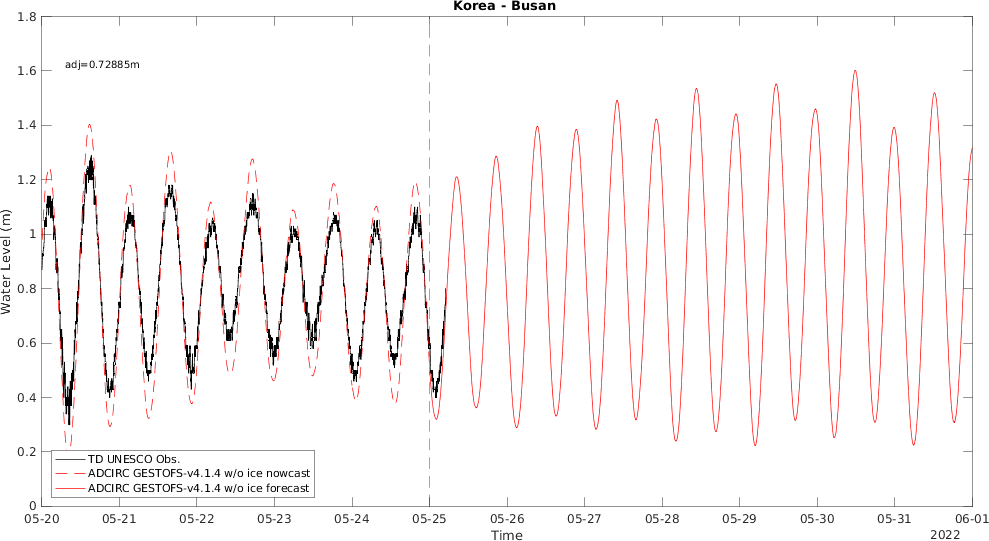 Korea - Busan
adj=0.72885m
Water Level (m)
1.8
1.6
1.4
1.2
1
0.8
0.6
0.4
0.2
0
TD UNESCO Obs.
ADCIRC GESTOFS-v4.1.4 w/o ice nowcast
ADCIRC GESTOFS-v4.1.4 w/o ice forecast
05-20 05-21 05-22 05-23 05-24 05-25 05-26 05-27 05-28 05-29 05-30 05-31 06-01
Time
2022